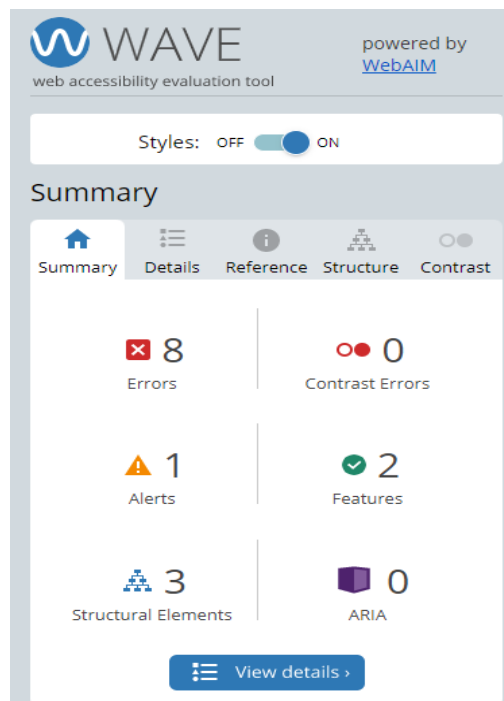 WAVE
powered by
WebAIM
web accessibility evaluation tool
Styles: OFF ON
Summary
Summary Details Reference Structure Contrast
8 0
Errors Contrast Errors
1 2
Alerts Features
3 0
Structural Elements ARIA
View details ›